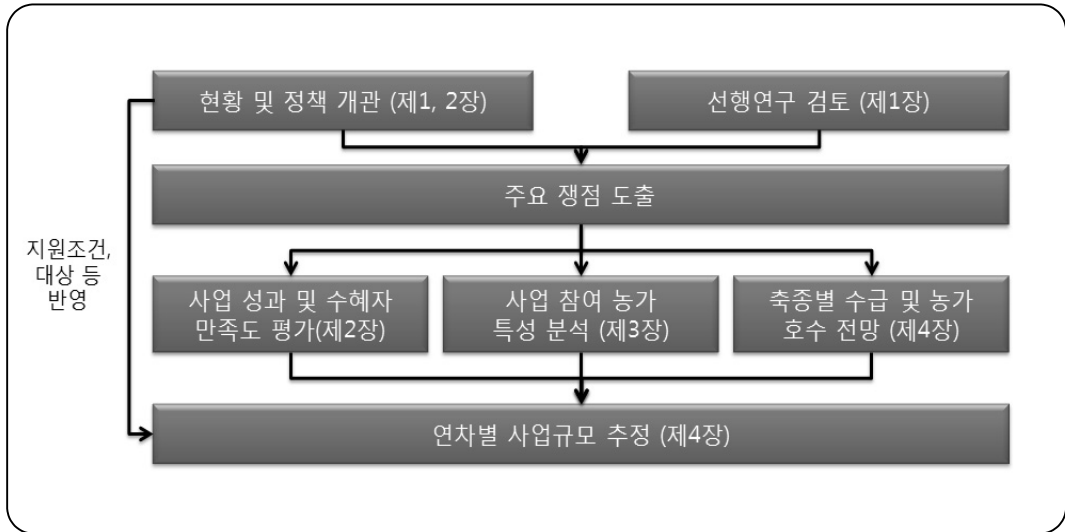 현황 및 정책 개관 (제1, 2장)
선행연구 검토 (제1장)
주요 쟁점 도출
지원조건,
대상 등
반영
사업 성과 및 수혜자
만족도 평가(제2장)
사업 참여 농가
특성 분석 (제3장)
축종별 수급 및 농가
호수 전망 (제4장)
연차별 사업규모 추정 (제4장)